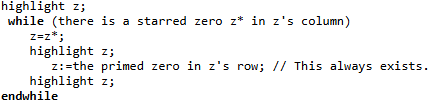 highlight z;
while (there is a starred zero z* in z's column)
z=z*;
highlight z;
z:=the primed zero in z's row; // This always exists.
highlight z;
endwhile